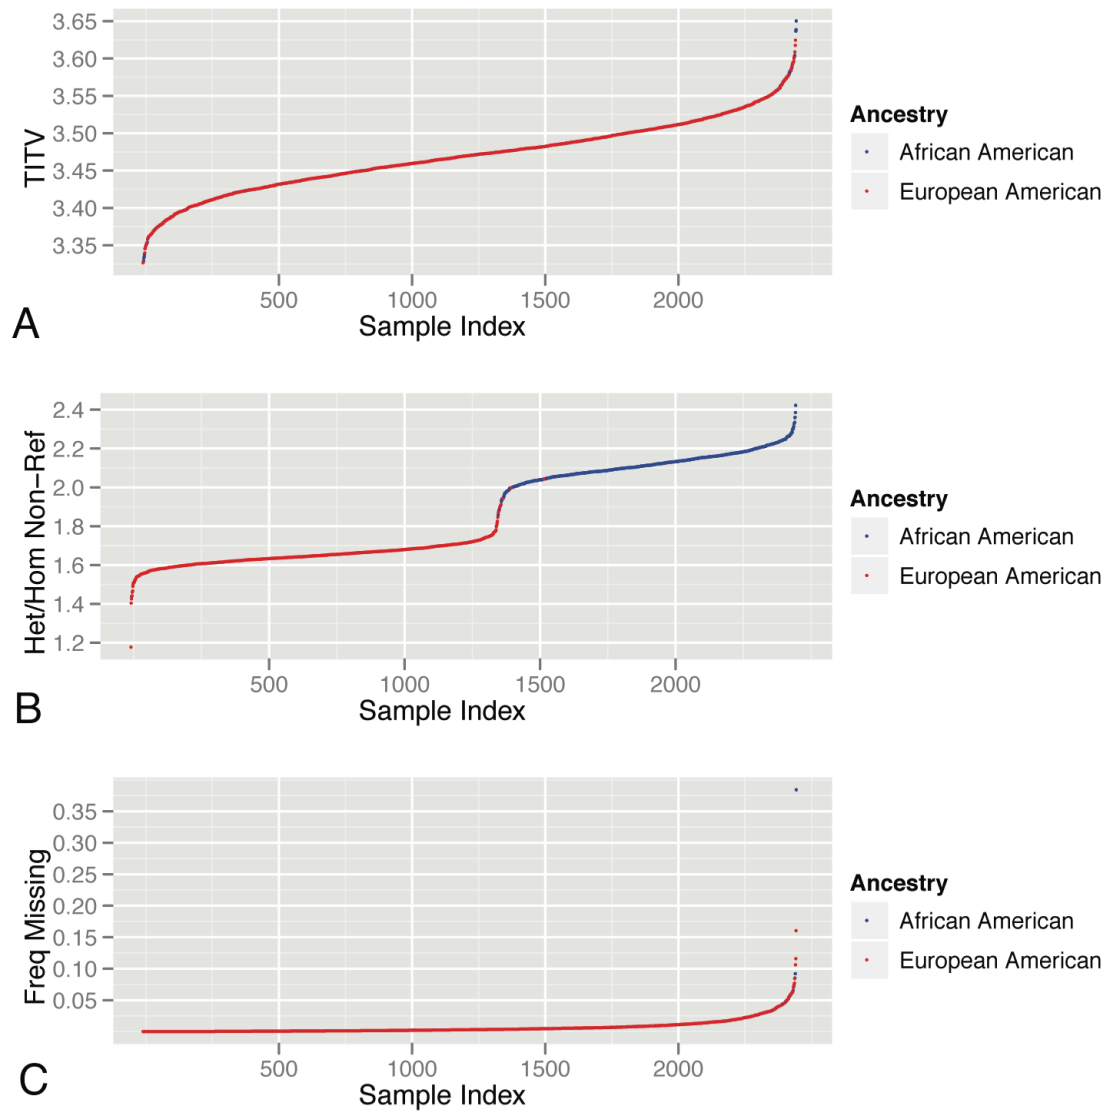 3.65
3.60
3.55
3.50
3.45
3.40
3.35
TITV
500 1000 1500 2000
Sample Index
A
Ancestry
African American
European American
2.4
2.2
2.0
1.8
1.6
1.4
1.2
Het/Hom Non−Ref
500 1000 1500 2000
Sample Index
B
Ancestry
African American
European American
0.35
0.30
0.25
0.20
0.15
0.10
0.05
Freq Missing
500 1000 1500 2000
Sample Index
C
Ancestry
African American
European American